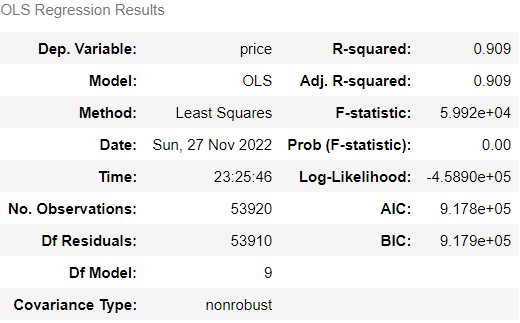 OLS Regression Results
Dep. Variable: price R-squared: 0.909
Model: OLS Adj. R-squared: 0.909
Method: Least Squares F-statistic: 5.992e+04
Date: Sun, 27 Nov 2022 Prob (F-statistic): 0.00
Time: 23:25:46 Log-Likelihood: -4.5890e+05
No. Observations: 53920 AIC: 9.178e+05
Df Residuals: 53910 BIC: 9.179e+05
Df Model: 9
Covariance Type: nonrobust